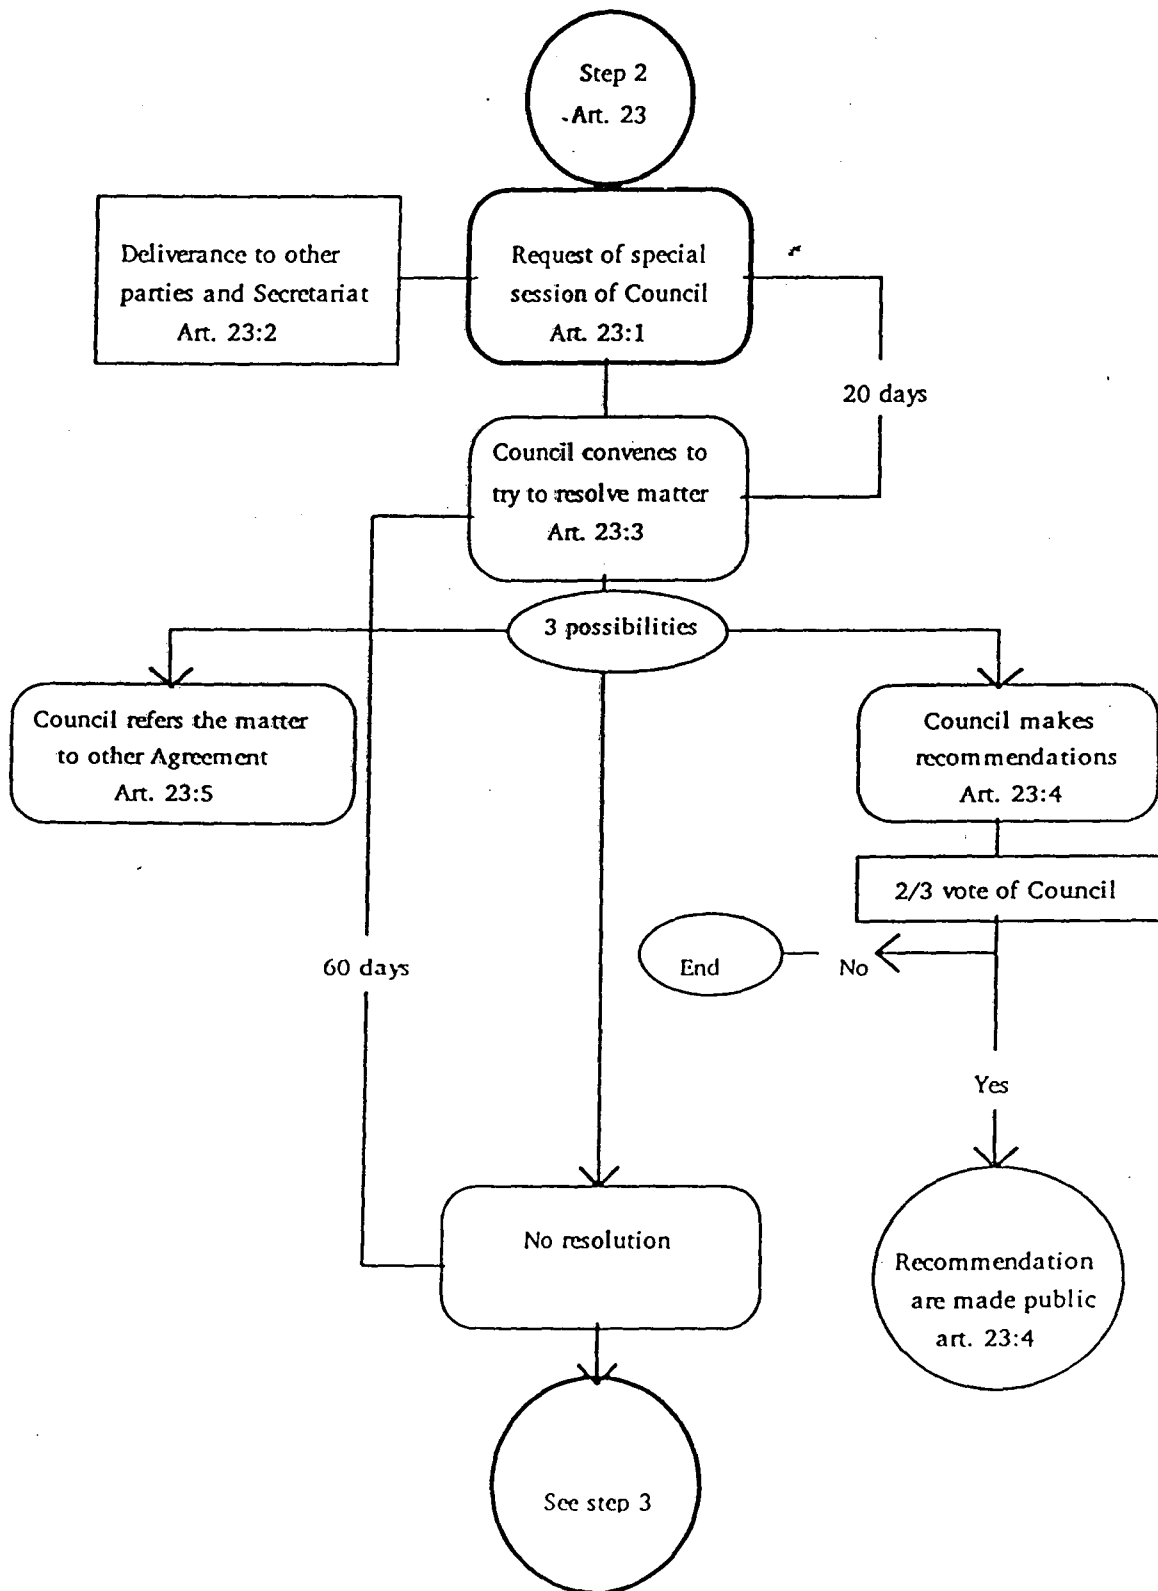 Step 2
Art. 23
Deliverance to other
parties and Secretariat
Art. 23:2
Request of special
session of Council
Art. 23:1
20 days
Council convenes to
try to resolve matter
Art. 23:3
3 possibilities
Council refers the matter
to other Agreement
Art. 23:5
Council makes
recommendations
Art. 23:4
2/3 vote of Council
End
No
60 days
Yes
No resolution
Recommendation
are made public
art. 23:4
See step 3